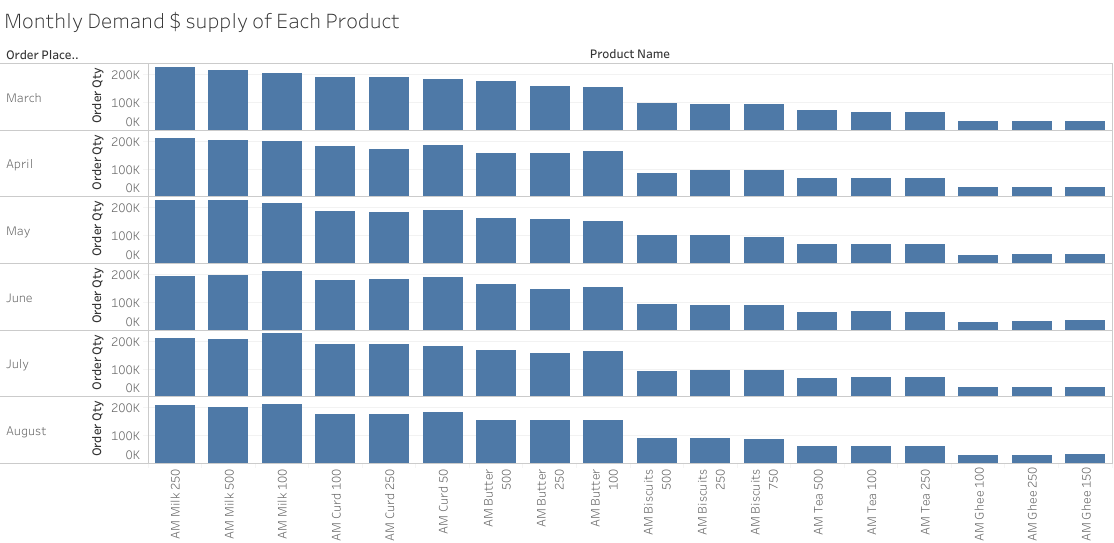 Monthly Demand $ supply of Each Product
Order Place..
Product Name
March
Order Qty
200K
100K
0K
April
Order Qty
200K
100K
0K
May
Order Qty
200K
100K
0K
June
Order Qty
200K
100K
0K
July
Order Qty
200K
100K
0K
August
Order Qty
200K
100K
0K
AM Milk 250
AM Milk 500
AM Milk 100
AM Curd 100
AM Curd 250
AM Curd 50
AM Butter
500
AM Butter
250
AM Butter
100
AM Biscuits
500
AM Biscuits
250
AM Biscuits
750
AM Tea 500
AM Tea 100
AM Tea 250
AM Ghee 100
AM Ghee 250
AM Ghee 150